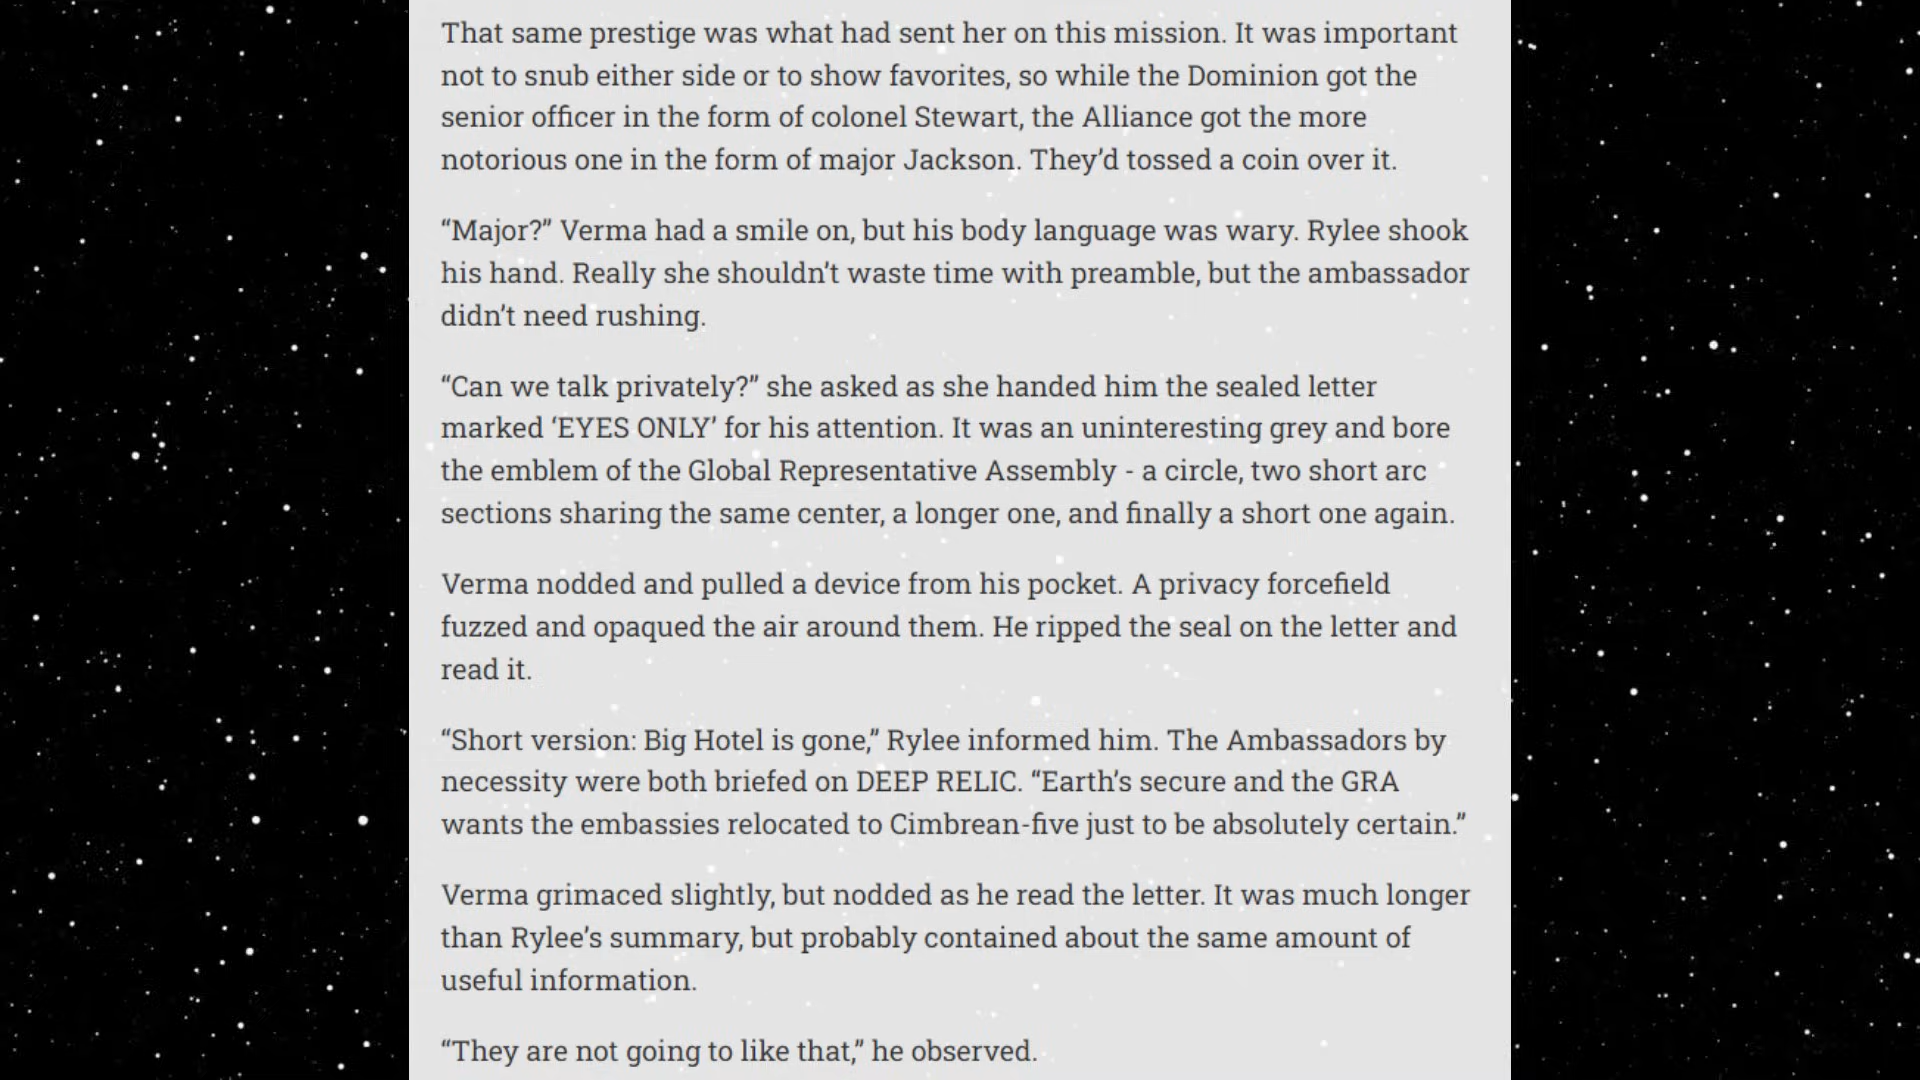 That same prestige was what had sent her on this mission. It was important
not to snub either side or to show favorites, so while the Dominion got the
senior officer in the form of colonel Stewart, the Alliance got the more
notorious one in the form of major Jackson. They’d tossed a coin over it.
“Major?” Verma had a smile on, but his body language was wary. Rylee shook
his hand. Really she shouldn’t waste time with preamble, but the ambassador
didn’t need rushing.
“Can we talk privately?” she asked as she handed him the sealed letter
marked ‘EYES ONLY’ for his attention. It was an uninteresting grey and bore
the emblem of the Global Representative Assembly - a circle, two short arc
sections sharing the same center, a longer one, and finally a short one again.
Verma nodded and pulled a device from his pocket. A privacy forcefield
fuzzed and opaqued the air around them. He ripped the seal on the letter and
read it.
“Short version: Big Hotel is gone,” Rylee informed him. The Ambassadors by
necessity were both briefed on DEEP RELIC. “Earth’s secure and the GRA
wants the embassies relocated to Cimbrean-five just to be absolutely certain.”
Verma grimaced slightly, but nodded as he read the letter. It was much longer
than Rylee’s summary, but probably contained about the same amount of
useful information.
“They are not going to like that,” he observed.